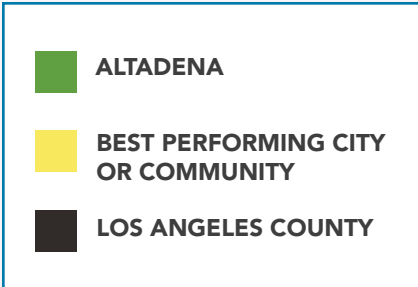 ALTADENA
BEST PERFORMING CITY
OR COMMUNITY
LOS ANGELES COUNTY